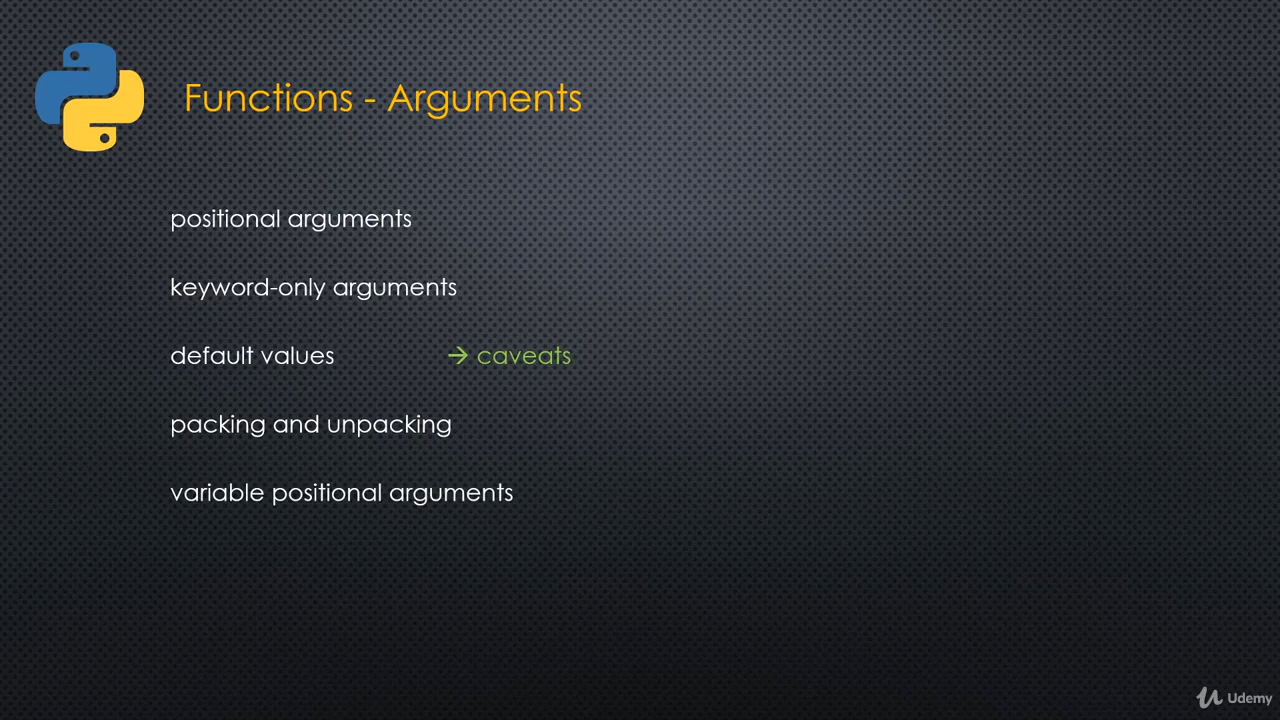 Functions - Arguments
positional arguments
keyword-only arguments
default values → caveats
packing and unpacking
variable positional arguments
Udemy